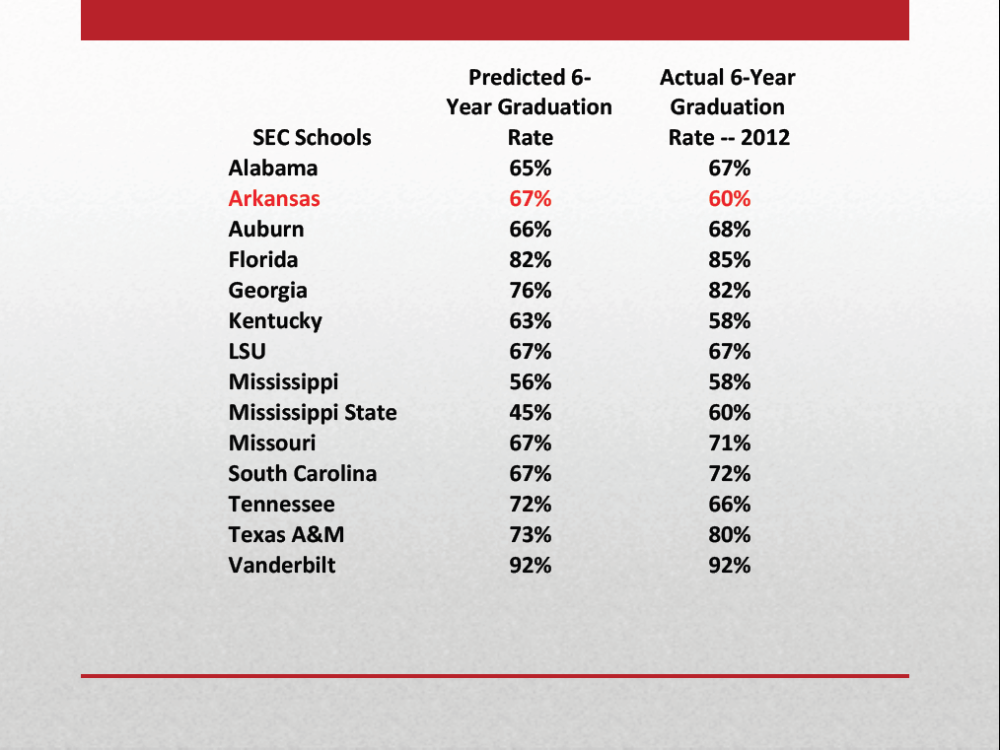 Predicted 6- Actual 6-Year
Year Graduation Graduation
SEC Schools Rate Rate -- 2012
Alabama 65% 67%
Arkansas 67% 60%
Auburn 66% 68%
Florida 82% 85%
Georgia 76% 82%
Kentucky 63% 58%
LSU 67% 67%
Mississippi 56% 58%
Mississippi State 45% 60%
Missouri 67% 71%
South Carolina 67% 72%
Tennessee 72% 66%
Texas A&M 73% 80%
Vanderbilt 92% 92%